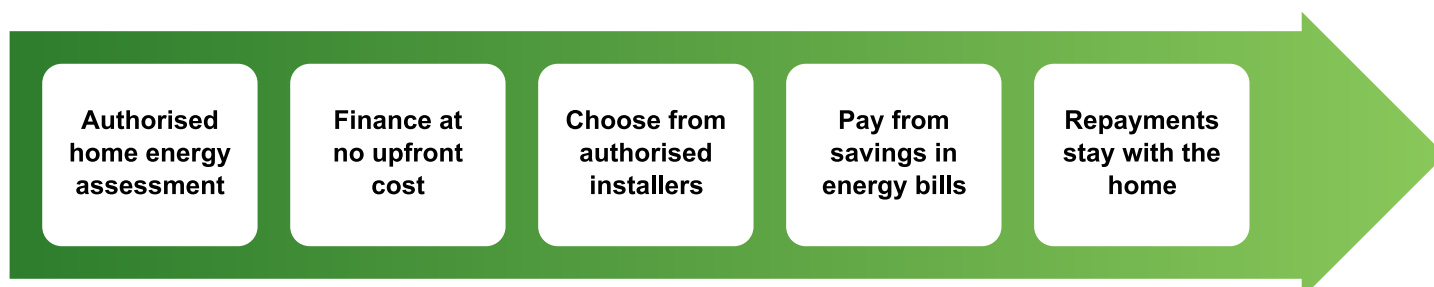 Authorised
home energy
assessment
Finance at
no upfront
cost
Choose from
authorised
installers
Pay from
savings in
energy bills
Repayments
stay with the
home